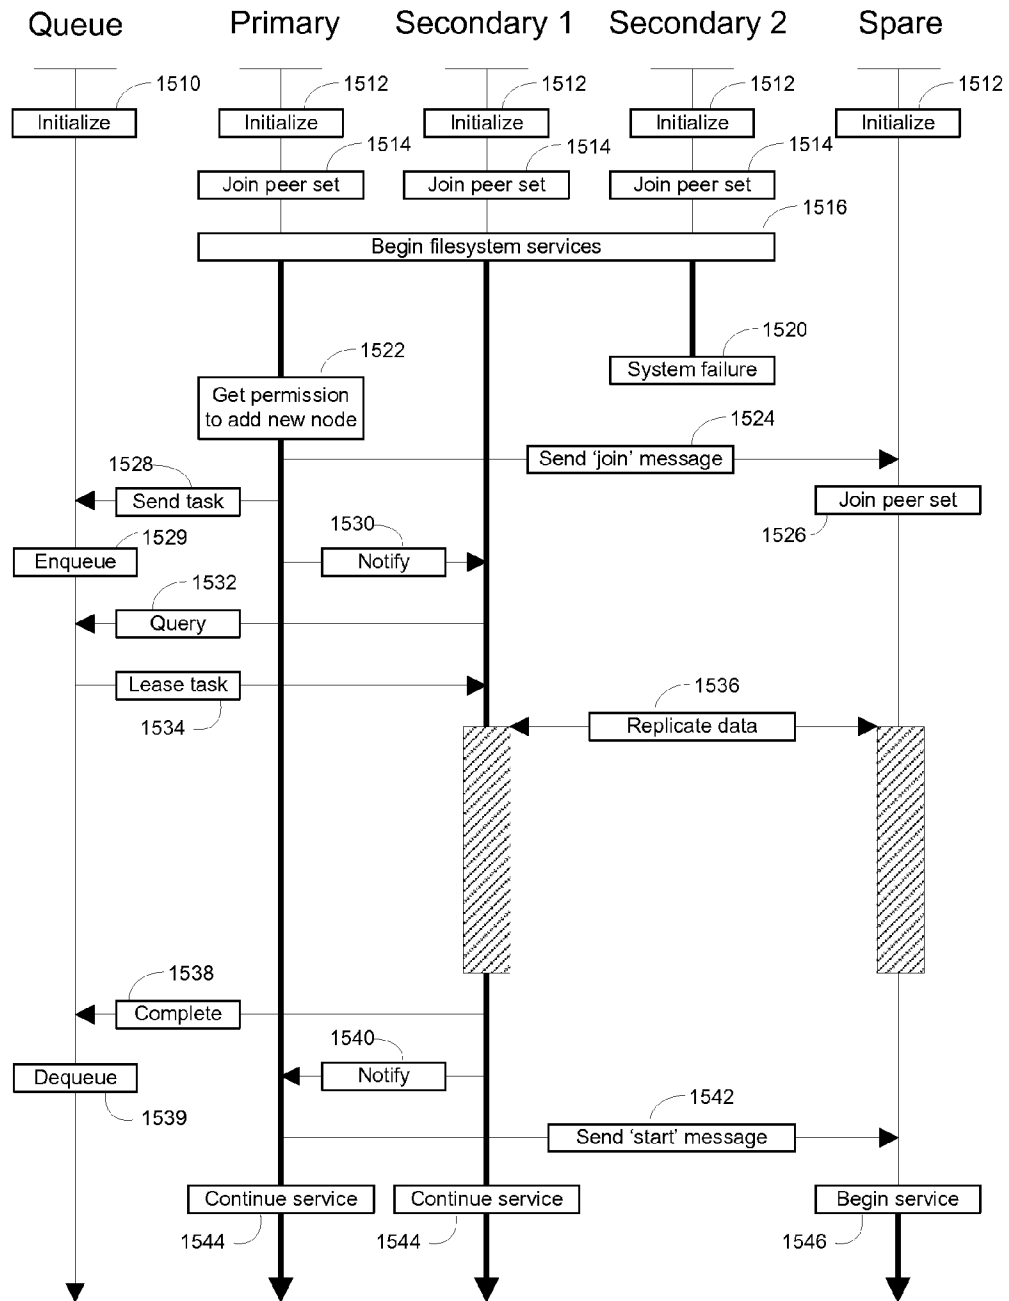 Queue Primary Secondary 1 Secondary 2 Spare
1510 1512 1512 1512 1512
Initialize Initialize Initialize Initialize Initialize
1514 1514 1514
Join peer set Join peer set Join peer set
1516
Begin filesystem services
1520
1522
System failure
Get permission
to add new node
1524
Send ‘join’ message
1528
Send task
Join peer set
1526
1529
1530
Enqueue Notify
1532
Query
Lease task
1534
1536
Replicate data
1538
Complete
1540
Dequeue Notify
1539
1542
Send ‘start’ message
Continue service Continue service Begin service
1544 1544 1546